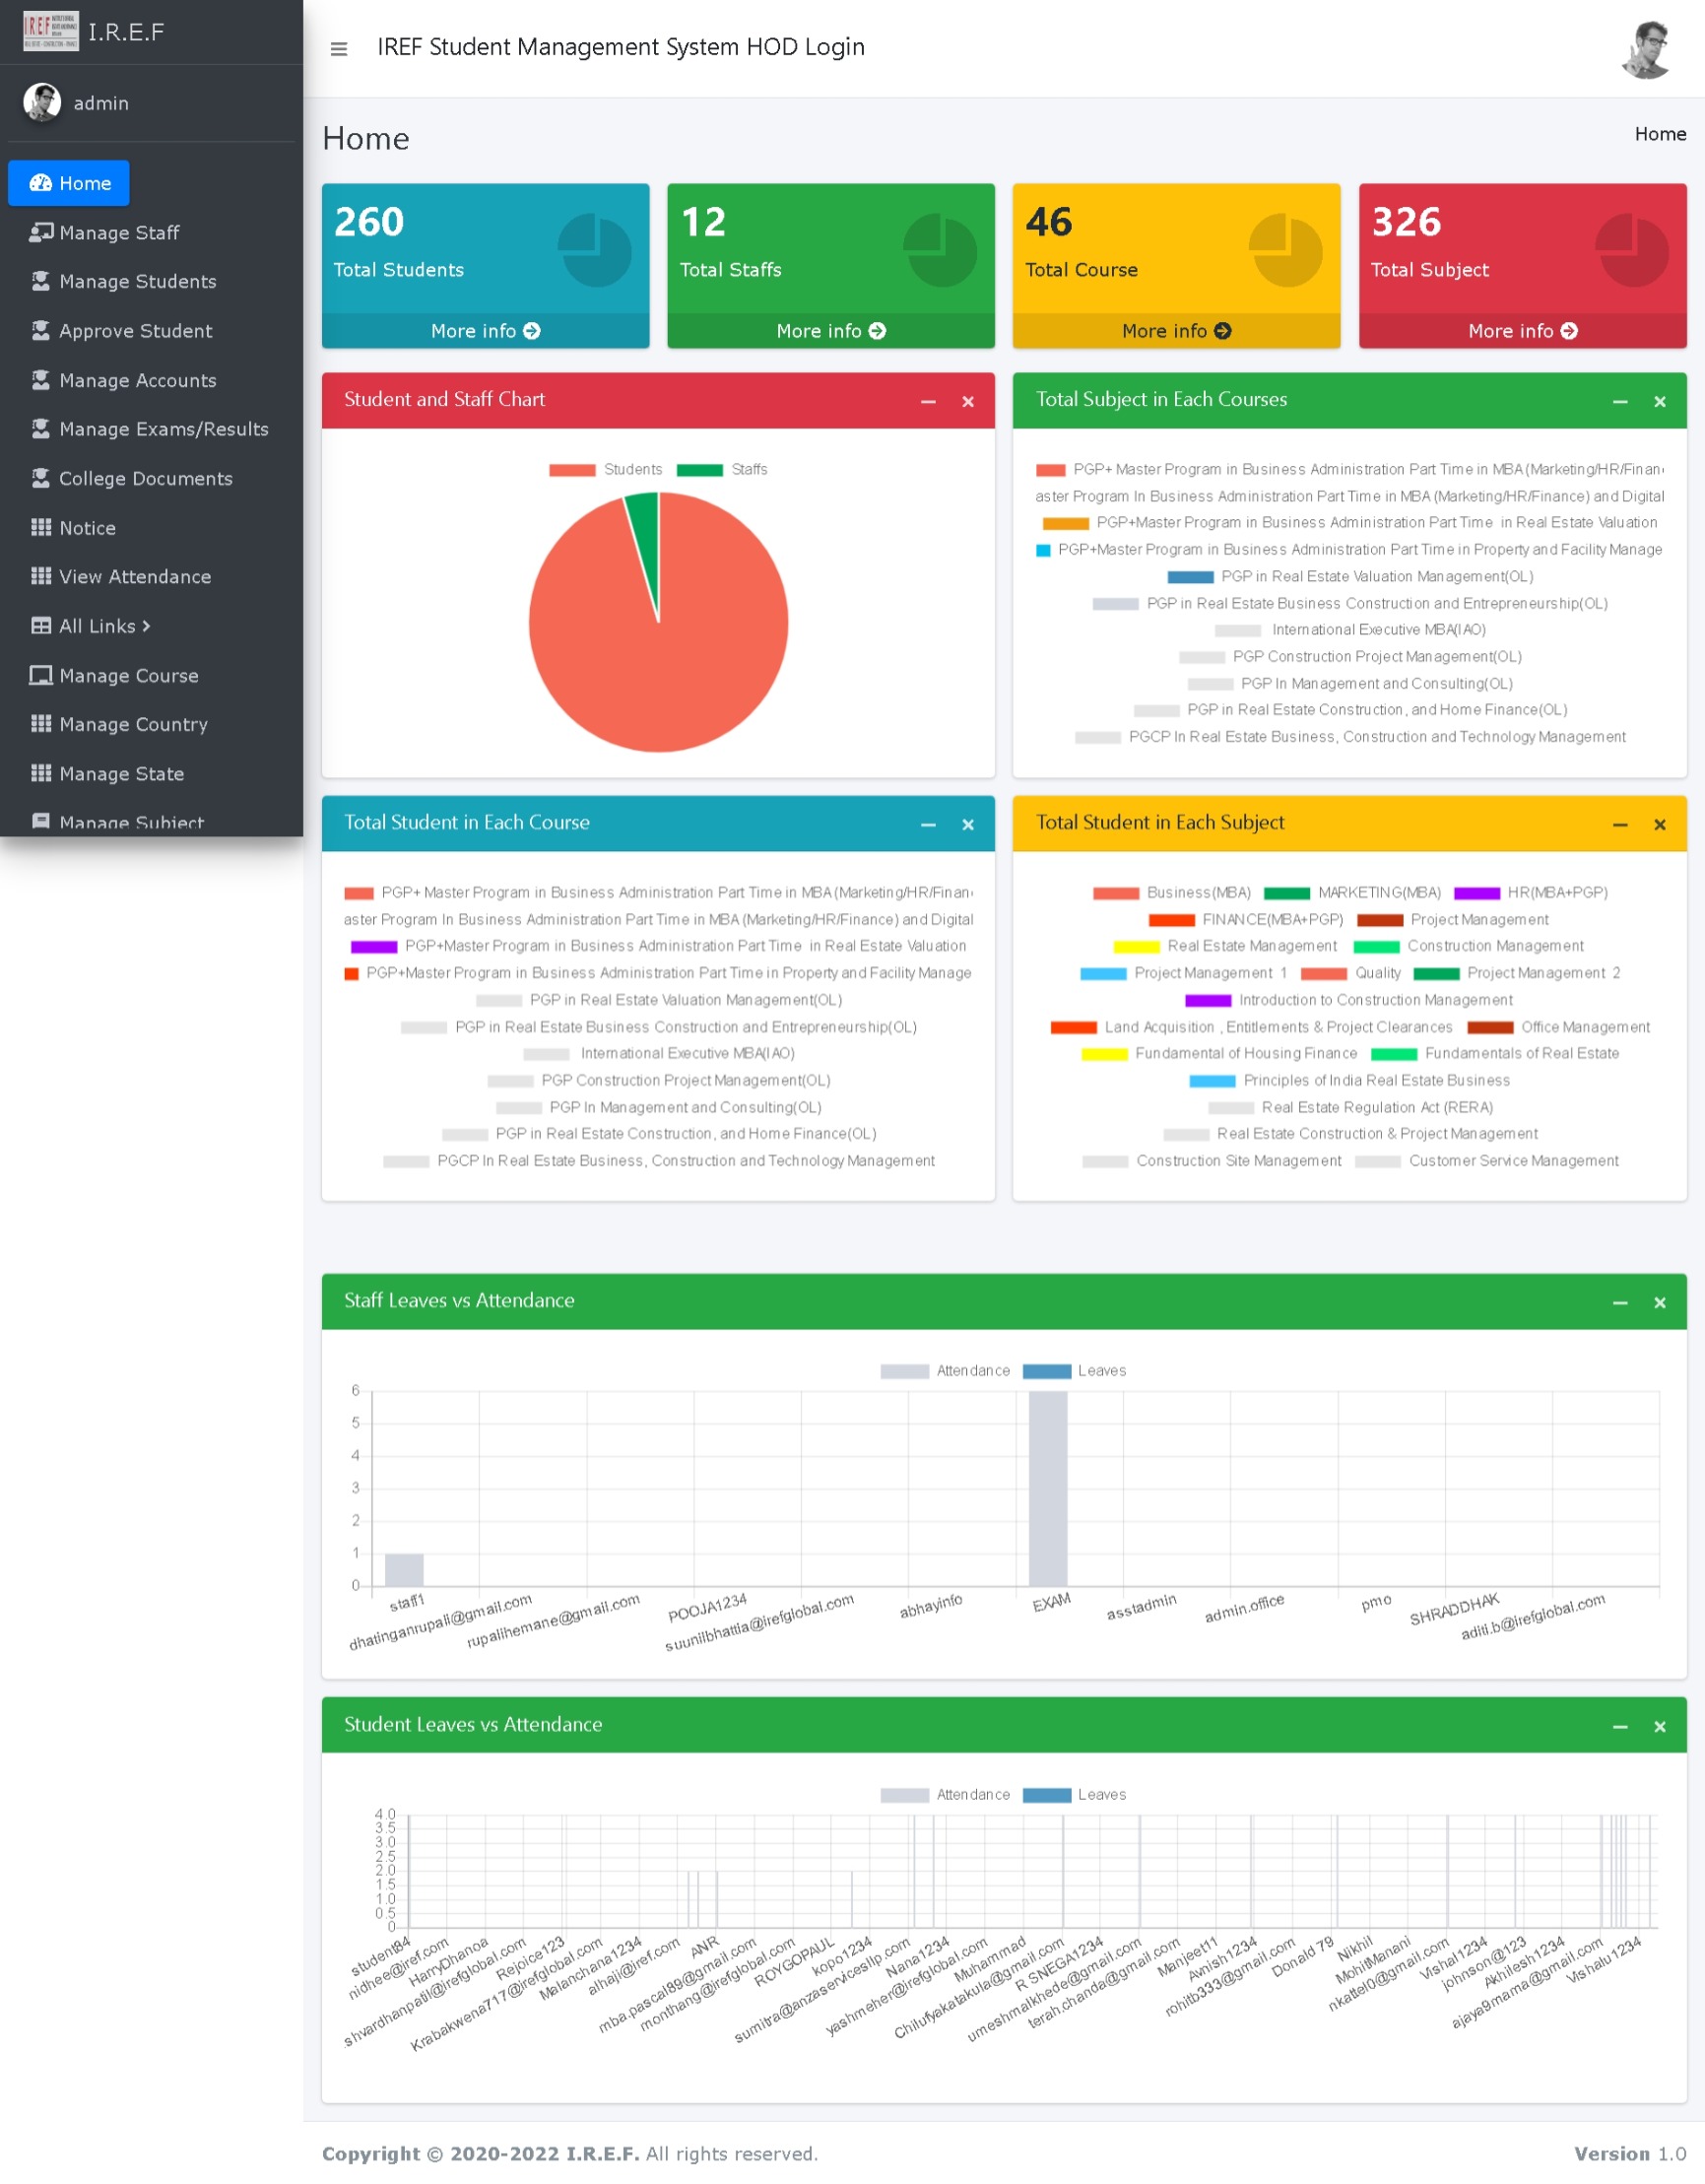 I.R.E.F
IREF Student Management System HOD Login
admin
Home
Manage Staff
Manage Students
Approve Student
Manage Accounts
Manage Exams/Results
College Documents
Notice
View Attendance
All Links
Manage Course
Manage Country
Manage State
Manage Subject
Home
Home
260
Total Students
More info
12
Total Staffs
More info
46
Total Course
More info
326
Total Subject
More info
Student and Staff Chart
Students Staffs
Total Subject in Each Courses
PGP+ Master Program in Business Administration Part Time in MBA (Marketing/HR/Finan
aster Program In Business Administration Part Time in MBA (Marketing/HR/Finance) and Digital
PGP+Master Program in Business Administration Part Time in Real Estate Valuation
PGP+Master Program in Business Administration Part Time in Property and Facility Manage
PGP in Real Estate Valuation Management(OL)
PGP in Real Estate Business Construction and Entrepreneurship(OL)
International Executive MBA(IAO)
PGP Construction Project Management(OL)
PGP In Management and Consulting(OL)
PGP in Real Estate Construction, and Home Finance(OL)
PGCP In Real Estate Business, Construction and Technology Management
Total Student in Each Course
PGP+ Master Program in Business Administration Part Time in MBA (Marketing/HR/Finan
aster Program In Business Administration Part Time in MBA (Marketing/HR/Finance) and Digital
PGP+Master Program in Business Administration Part Time in Real Estate Valuation
PGP+Master Program in Business Administration Part Time in Property and Facility Manage
PGP in Real Estate Valuation Management(OL)
PGP in Real Estate Business Construction and Entrepreneurship(OL)
International Executive MBA(IAO)
PGP Construction Project Management(OL)
PGP In Management and Consulting(OL)
PGP in Real Estate Construction, and Home Finance(OL)
PGCP In Real Estate Business, Construction and Technology Management
Total Student in Each Subject
Business(MBA) MARKETING(MBA) HR(MBA+PGP)
FINANCE(MBA+PGP) Project Management
Real Estate Management Construction Management
Project Management 1 Quality Project Management 2
Introduction to Construction Management
Land Acquisition , Entitlements & Project Clearances Office Management
Fundamental of Housing Finance Fundamentals of Real Estate
Principles of India Real Estate Business
Real Estate Regulation Act (RERA)
Real Estate Construction & Project Management
Construction Site Management Customer Service Management
Staff Leaves vs Attendance
Attendance Leaves
6
5
4
3
2
1
0
staff1
dhatinganrupali@gmail.com
rupalihemane@gmail.com
POOJA1234
suunilbhattia@irefglobal.com
abhayinfo
EXAM
asstadmin
admin.office
pmo
SHRADDHAK
aditi.b@irefglobal.com
Student Leaves vs Attendance
Attendance Leaves
4.0
3.5
3.0
2.5
2.0
1.5
1.0
0.5
0
student84
nidhee@iref.com
HarryDhanoa
shvardhanpatil@irefglobal.com
Rejoice123
Krabakwena717@irefglobal.com
Malanchana1234
alhaji@iref.com
ANR
mba.pascal89@gmail.com
monthang@irefglobal.com
ROYGOPAUL
kopo1234
sumitra@anzaservicesllp.com
Nana1234
yashmeher@irefglobal.com
Muhammad
Chilufyakatakula@gmail.com
R SNEGA1234
umeshmalkhede@gmail.com
terah.chanda@gmail.com
Manjeet11
Avnish1234
rohitb333@gmail.com
Donald 79
Nikhil
MohitManani
nkattel0@gmail.com
Vishal1234
johnson@123
Akhilesh1234
ajaya9mama@gmail.com
Vishalu1234
Copyright © 2020-2022 I.R.E.F. All rights reserved.
Version 1.0